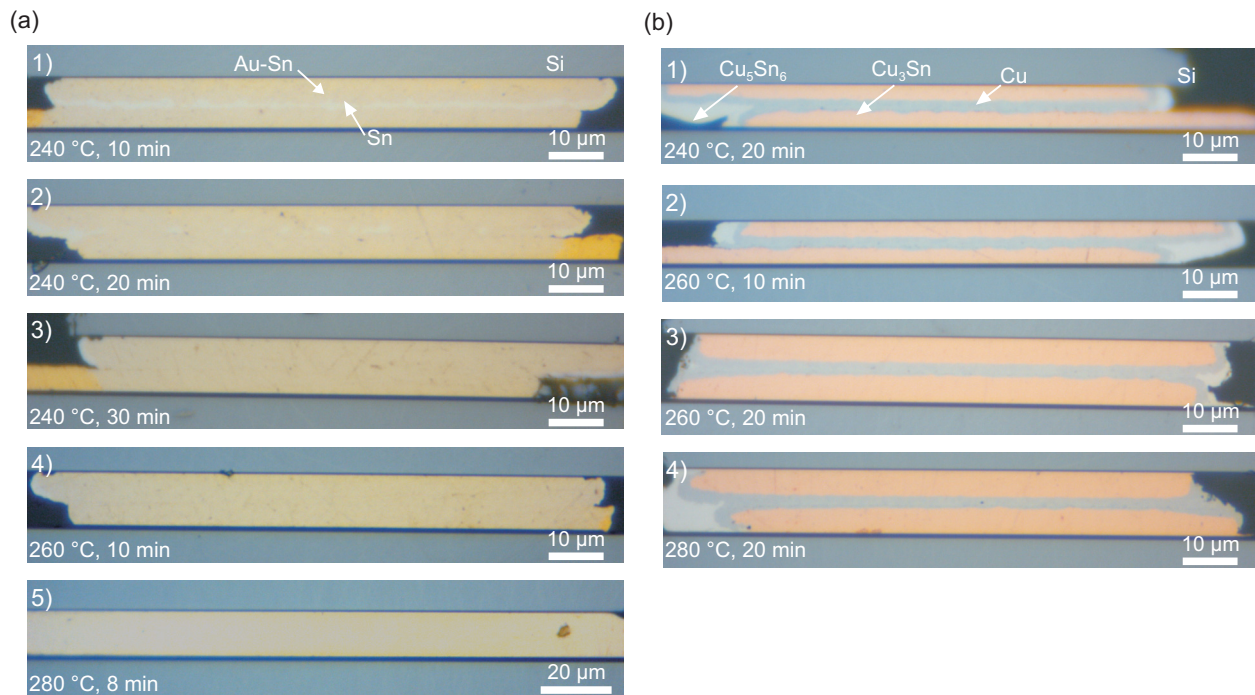 (a)
1)
Au-Sn
Si
Sn
240 °C, 10 min
10 µm
2)
240 °C, 20 min
10 µm
3)
240 °C, 30 min
10 µm
4)
260 °C, 10 min
10 µm
5)
280 °C, 8 min
20 µm
(b)
1)
Cu₅Sn₆
Cu₃Sn
Cu
Si
240 °C, 20 min
10 µm
2)
260 °C, 10 min
10 µm
3)
260 °C, 20 min
10 µm
4)
280 °C, 20 min
10 µm